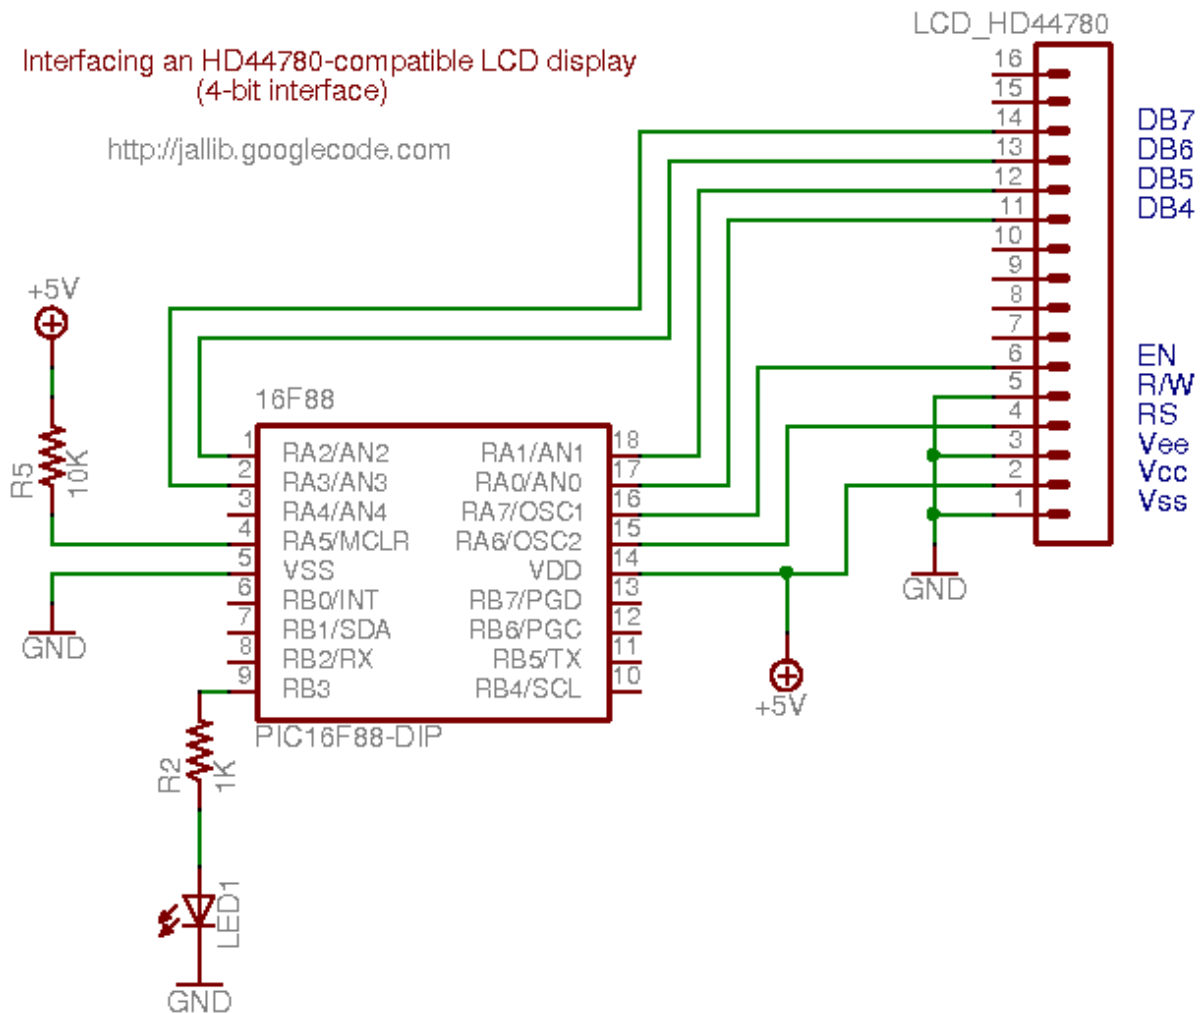 LCD_HD44780
Interfacing an HD44780-compatible LCD display
(4-bit interface)
http://jallib.googlecode.com
16
15
14 DB7
13 DB6
12 DB5
11 DB4
10
9
8
7
6 EN
5 R/W
4 RS
3 Vee
2 Vcc
1 Vss
GND
+5V
R5
10K
GND
16F88
1 RA2/AN2 RA1/AN1 18
2 RA3/AN3 RA0/AN0 17
3 RA4/AN4 RA7/OSC1 16
4 RA5/MCLR RA6/OSC2 15
5 VSS VDD 14
6 RB0/INT RB7/PGD 13
7 RB1/SDA RB6/PGC 12
8 RB2/RX RB5/TX 11
9 RB3 RB4/SCL 10
PIC16F88-DIP
+5V
R2
1K
LED1
GND